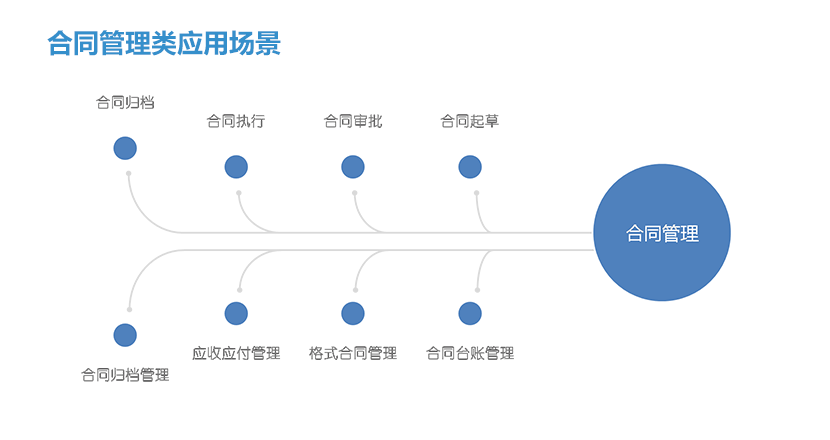 合同管理类应用场景
合同归档
合同执行
合同审批
合同起草
合同管理
应收应付管理
格式合同管理
合同台账管理
合同归档管理